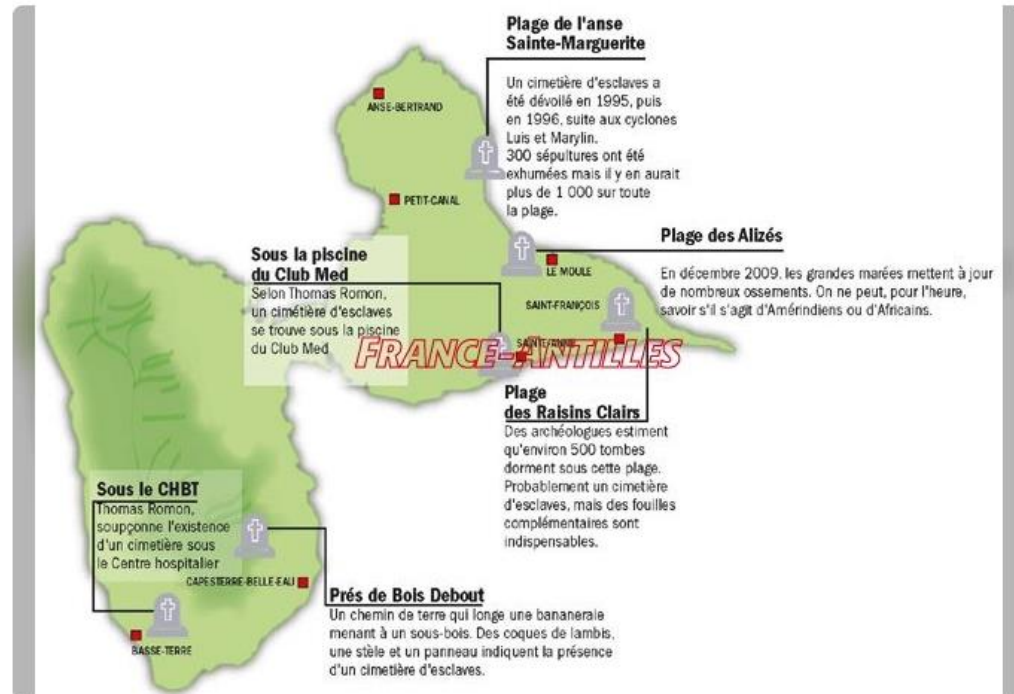 Plage de l'anse
Sainte-Marguerite
Un cimetière d'esclaves a
été dévoilé en 1995, puis
en 1996, suite aux cyclones
Luis et Marylin.
300 sépultures ont été
exhumées mais il y en aurait
plus de 1 000 sur toute
la plage.
ANSE-BERTRAND
PETIT-CANAL
Plage des Alizés
En décembre 2009, les grandes marées mettent à jour
de nombreux ossements. On ne peut, pour l'heure,
savoir s'il s'agit d'Amérindiens ou d'Africains.
LE MOULE
SAINT-FRANÇOIS
Sous la piscine
du Club Med
Selon Thomas Romon,
un cimétière d'esclaves
se trouve sous la piscine
du Club Med
SAINTE-ANNE
FRANCE-ANTILLES
Plage
des Raisins Clairs
Des archéologues estiment
qu'environ 500 tombes
dorment sous cette plage.
Probablement un cimetière
d'esclaves, mais des fouilles
complémentaires sont
indispensables.
Sous le CHBT
Thomas Romon,
soupçonne l'existence
d'un cimetière sous
le Centre hospitalier
CAPESTERRE-BELLE-EAU
BASSE-TERRE
Prés de Bois Debout
Un chemin de terre qui longe une bananeraie
menant à un sous-bois. Des coques de lambis,
une stèle et un panneau indiquent la présence
d'un cimetière d'esclaves.